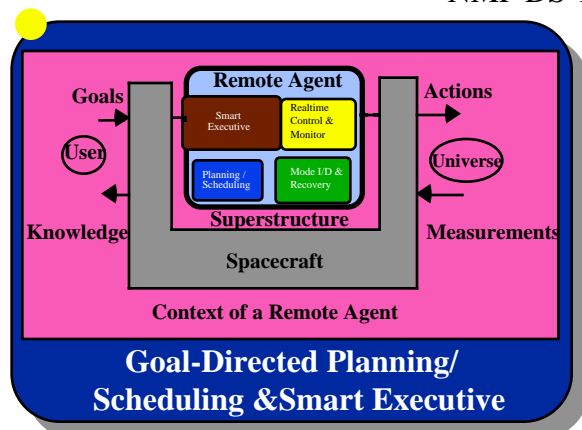 Remote Agent
Goals
Actions
Smart
Executive
Realtime
Control &
Monitor
User
Universe
Planning /
Scheduling
Mode I/D &
Recovery
Superstructure
Knowledge
Measurements
Spacecraft
Context of a Remote Agent
Goal-Directed Planning/
Scheduling &Smart Executive